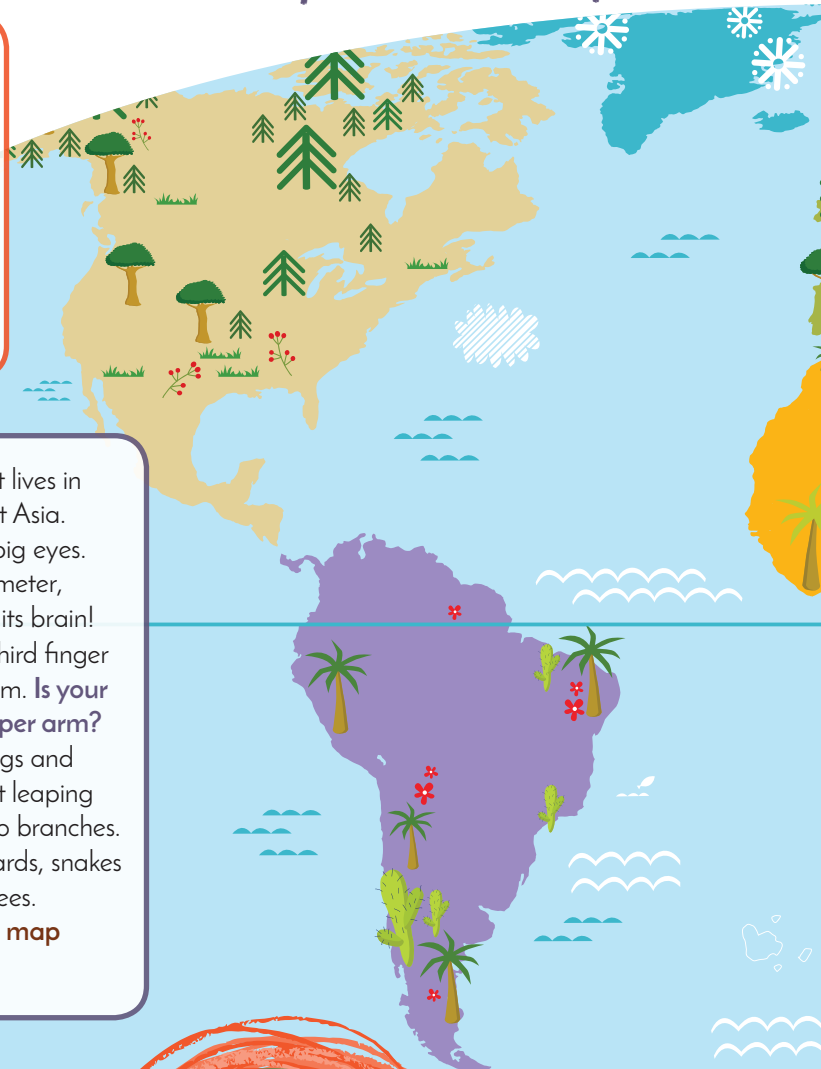 t lives in
t Asia.
big eyes.
meter,
its brain!
hird finger
m. Is your
per arm?
gs and
t leaping
o branches.
ards, snakes
ees.
map